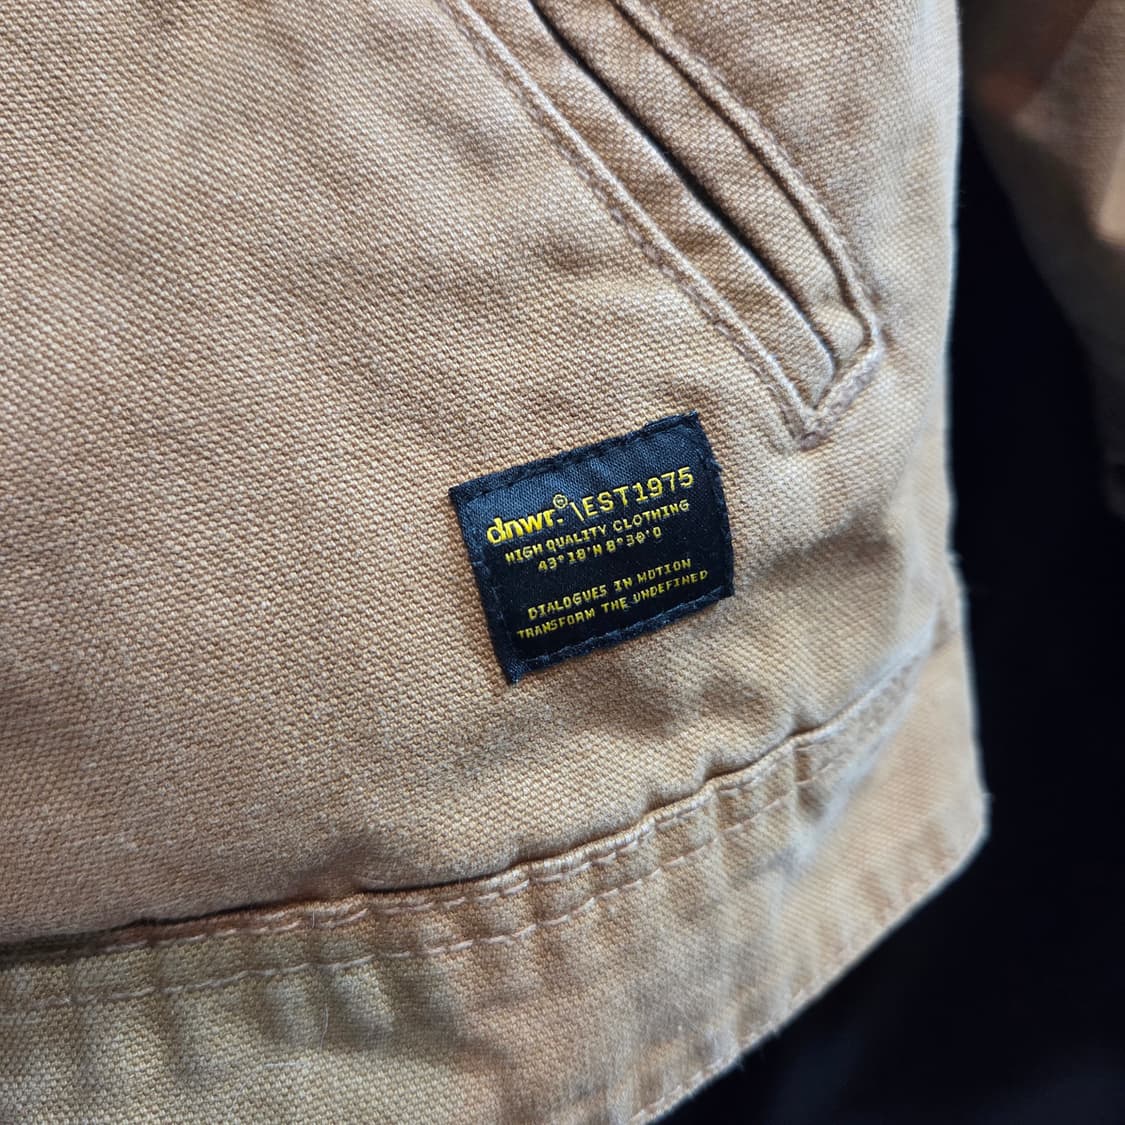 dnwr.© \EST1975
HIGH QUALITY CLOTHING
43°18'N 8°30'O
DIALOGUES IN MOTION
TRANSFORM THE UNDEFINED